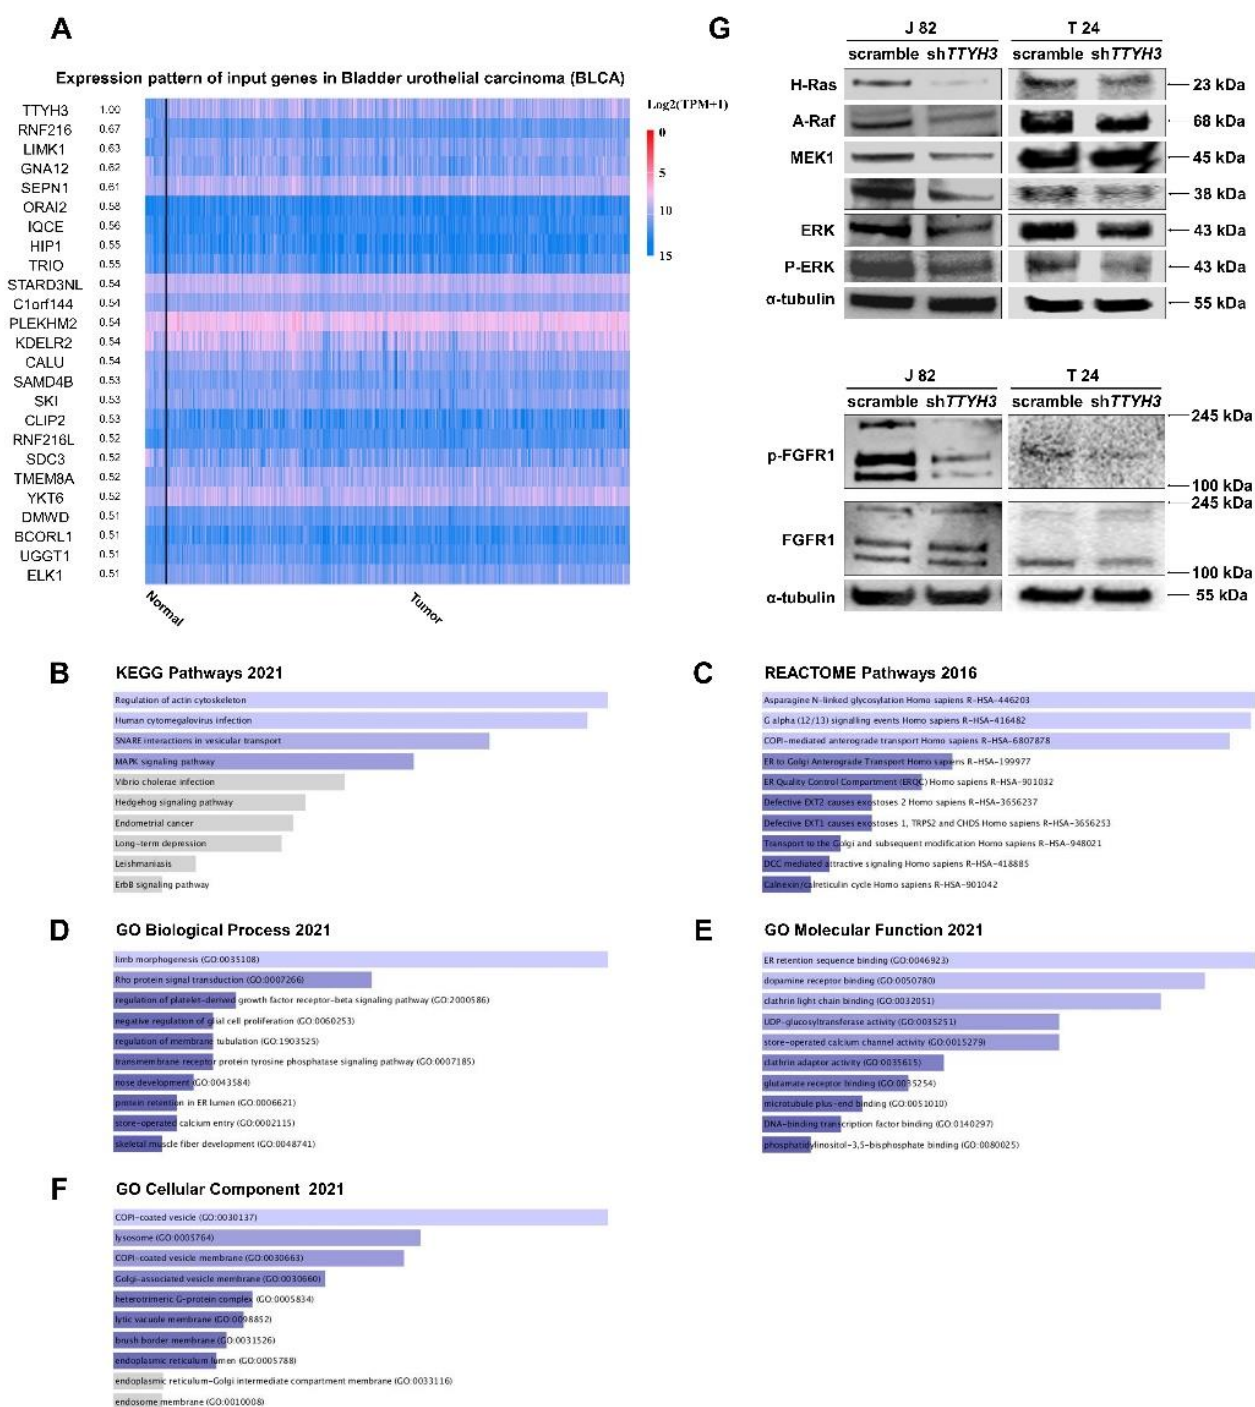 A
Expression pattern of input genes in Bladder urothelial carcinoma (BLCA)
TTYH3 1.00
RNF216 0.67
LIMK1 0.63
GNA12 0.62
SEPN1 0.61
ORAI2 0.58
IQCE 0.56
HIP1 0.55
TRIO 0.55
STARD3NL 0.54
C1orf144 0.54
PLEKHM2 0.54
KDELR2 0.54
CALU 0.54
SAMD4B 0.53
SKI 0.53
CLIP2 0.53
RNF216L 0.52
SDC3 0.52
TMEM8A 0.52
YKT6 0.52
DMWD 0.51
BCORL1 0.51
UGGT1 0.51
ELK1 0.51
Normal
Tumor
Log2(TPM+1)
0
5
10
15
G
J 82 T 24
scramble shTTYH3 scramble shTTYH3
H-Ras 23 kDa
A-Raf 68 kDa
MEK1 45 kDa
38 kDa
ERK 43 kDa
P-ERK 43 kDa
α-tubulin 55 kDa
J 82 T 24
scramble shTTYH3 scramble shTTYH3
245 kDa
p-FGFR1
100 kDa
245 kDa
FGFR1
100 kDa
α-tubulin 55 kDa
B
KEGG Pathways 2021
Regulation of actin cytoskeleton
Human cytomegalovirus infection
SNARE interactions in vesicular transport
MAPK signaling pathway
Vibrio cholerae infection
Hedgehog signaling pathway
Endometrial cancer
Long-term depression
Leishmaniasis
ErbB signaling pathway
C
REACTOME Pathways 2016
Asparagine N-linked glycosylation Homo sapiens R-HSA-446203
G alpha (12/13) signalling events Homo sapiens R-HSA-416482
COPI-mediated anterograde transport Homo sapiens R-HSA-6807878
ER to Golgi Anterograde Transport Homo sapiens R-HSA-199977
ER Quality Control Compartment (ERQC) Homo sapiens R-HSA-901032
Defective EXT2 causes exostoses 2 Homo sapiens R-HSA-3656237
Defective EXT1 causes exostoses 1, TRPS2 and CHDS Homo sapiens R-HSA-3656253
Transport to the Golgi and subsequent modification Homo sapiens R-HSA-948021
DCC mediated attractive signaling Homo sapiens R-HSA-418885
Calnexin/calreticulin cycle Homo sapiens R-HSA-901042
D
GO Biological Process 2021
limb morphogenesis (GO:0035108)
Rho protein signal transduction (GO:0007266)
regulation of platelet-derived growth factor receptor-beta signaling pathway (GO:2000586)
negative regulation of glial cell proliferation (GO:0060253)
regulation of membrane tubulation (GO:1903525)
transmembrane receptor protein tyrosine phosphatase signaling pathway (GO:0007185)
nose development (GO:0043584)
protein retention in ER lumen (GO:0006621)
store-operated calcium entry (GO:0002115)
skeletal muscle fiber development (GO:0048741)
E
GO Molecular Function 2021
ER retention sequence binding (GO:0046923)
dopamine receptor binding (GO:0050780)
clathrin light chain binding (GO:0032051)
UDP-glucosyltransferase activity (GO:0035251)
store-operated calcium channel activity (GO:0015279)
clathrin adaptor activity (GO:0035615)
glutamate receptor binding (GO:0035254)
microtubule plus-end binding (GO:0051010)
DNA-binding transcription factor binding (GO:0140297)
phosphatidylinositol-3,5-bisphosphate binding (GO:0080025)
F
GO Cellular Component 2021
COPI-coated vesicle (GO:0030137)
lysosome (GO:0005764)
COPI-coated vesicle membrane (GO:0030663)
Golgi-associated vesicle membrane (GO:0030660)
heterotrimeric G-protein complex (GO:0005834)
lytic vacuole membrane (GO:0098852)
brush border membrane (GO:0031526)
endoplasmic reticulum lumen (GO:0005788)
endoplasmic reticulum-Golgi intermediate compartment membrane (GO:0033116)
endosome membrane (GO:0010008)